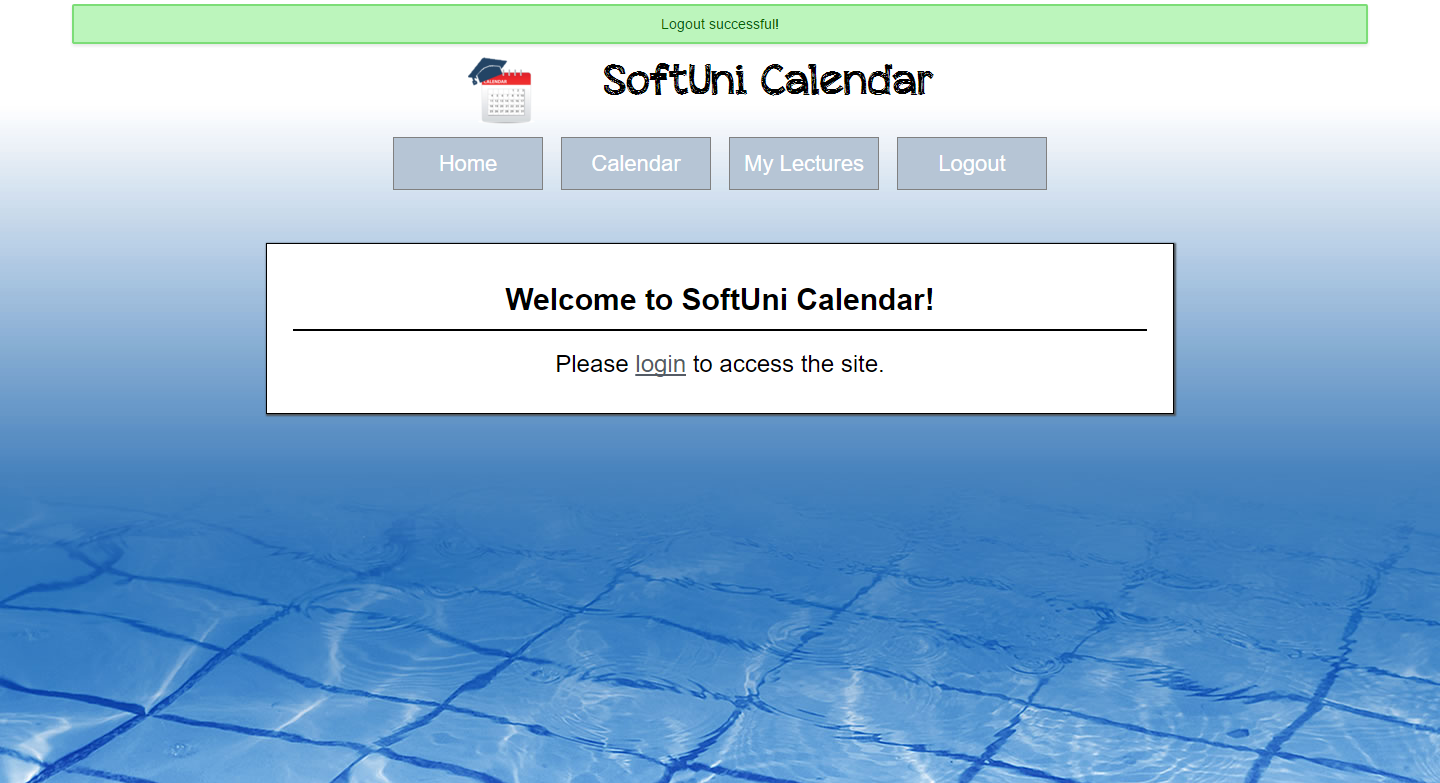 Logout successful!
CALENDAR
SoftUni Calendar
Home
Calendar
My Lectures
Logout
Welcome to SoftUni Calendar!
Please login to access the site.